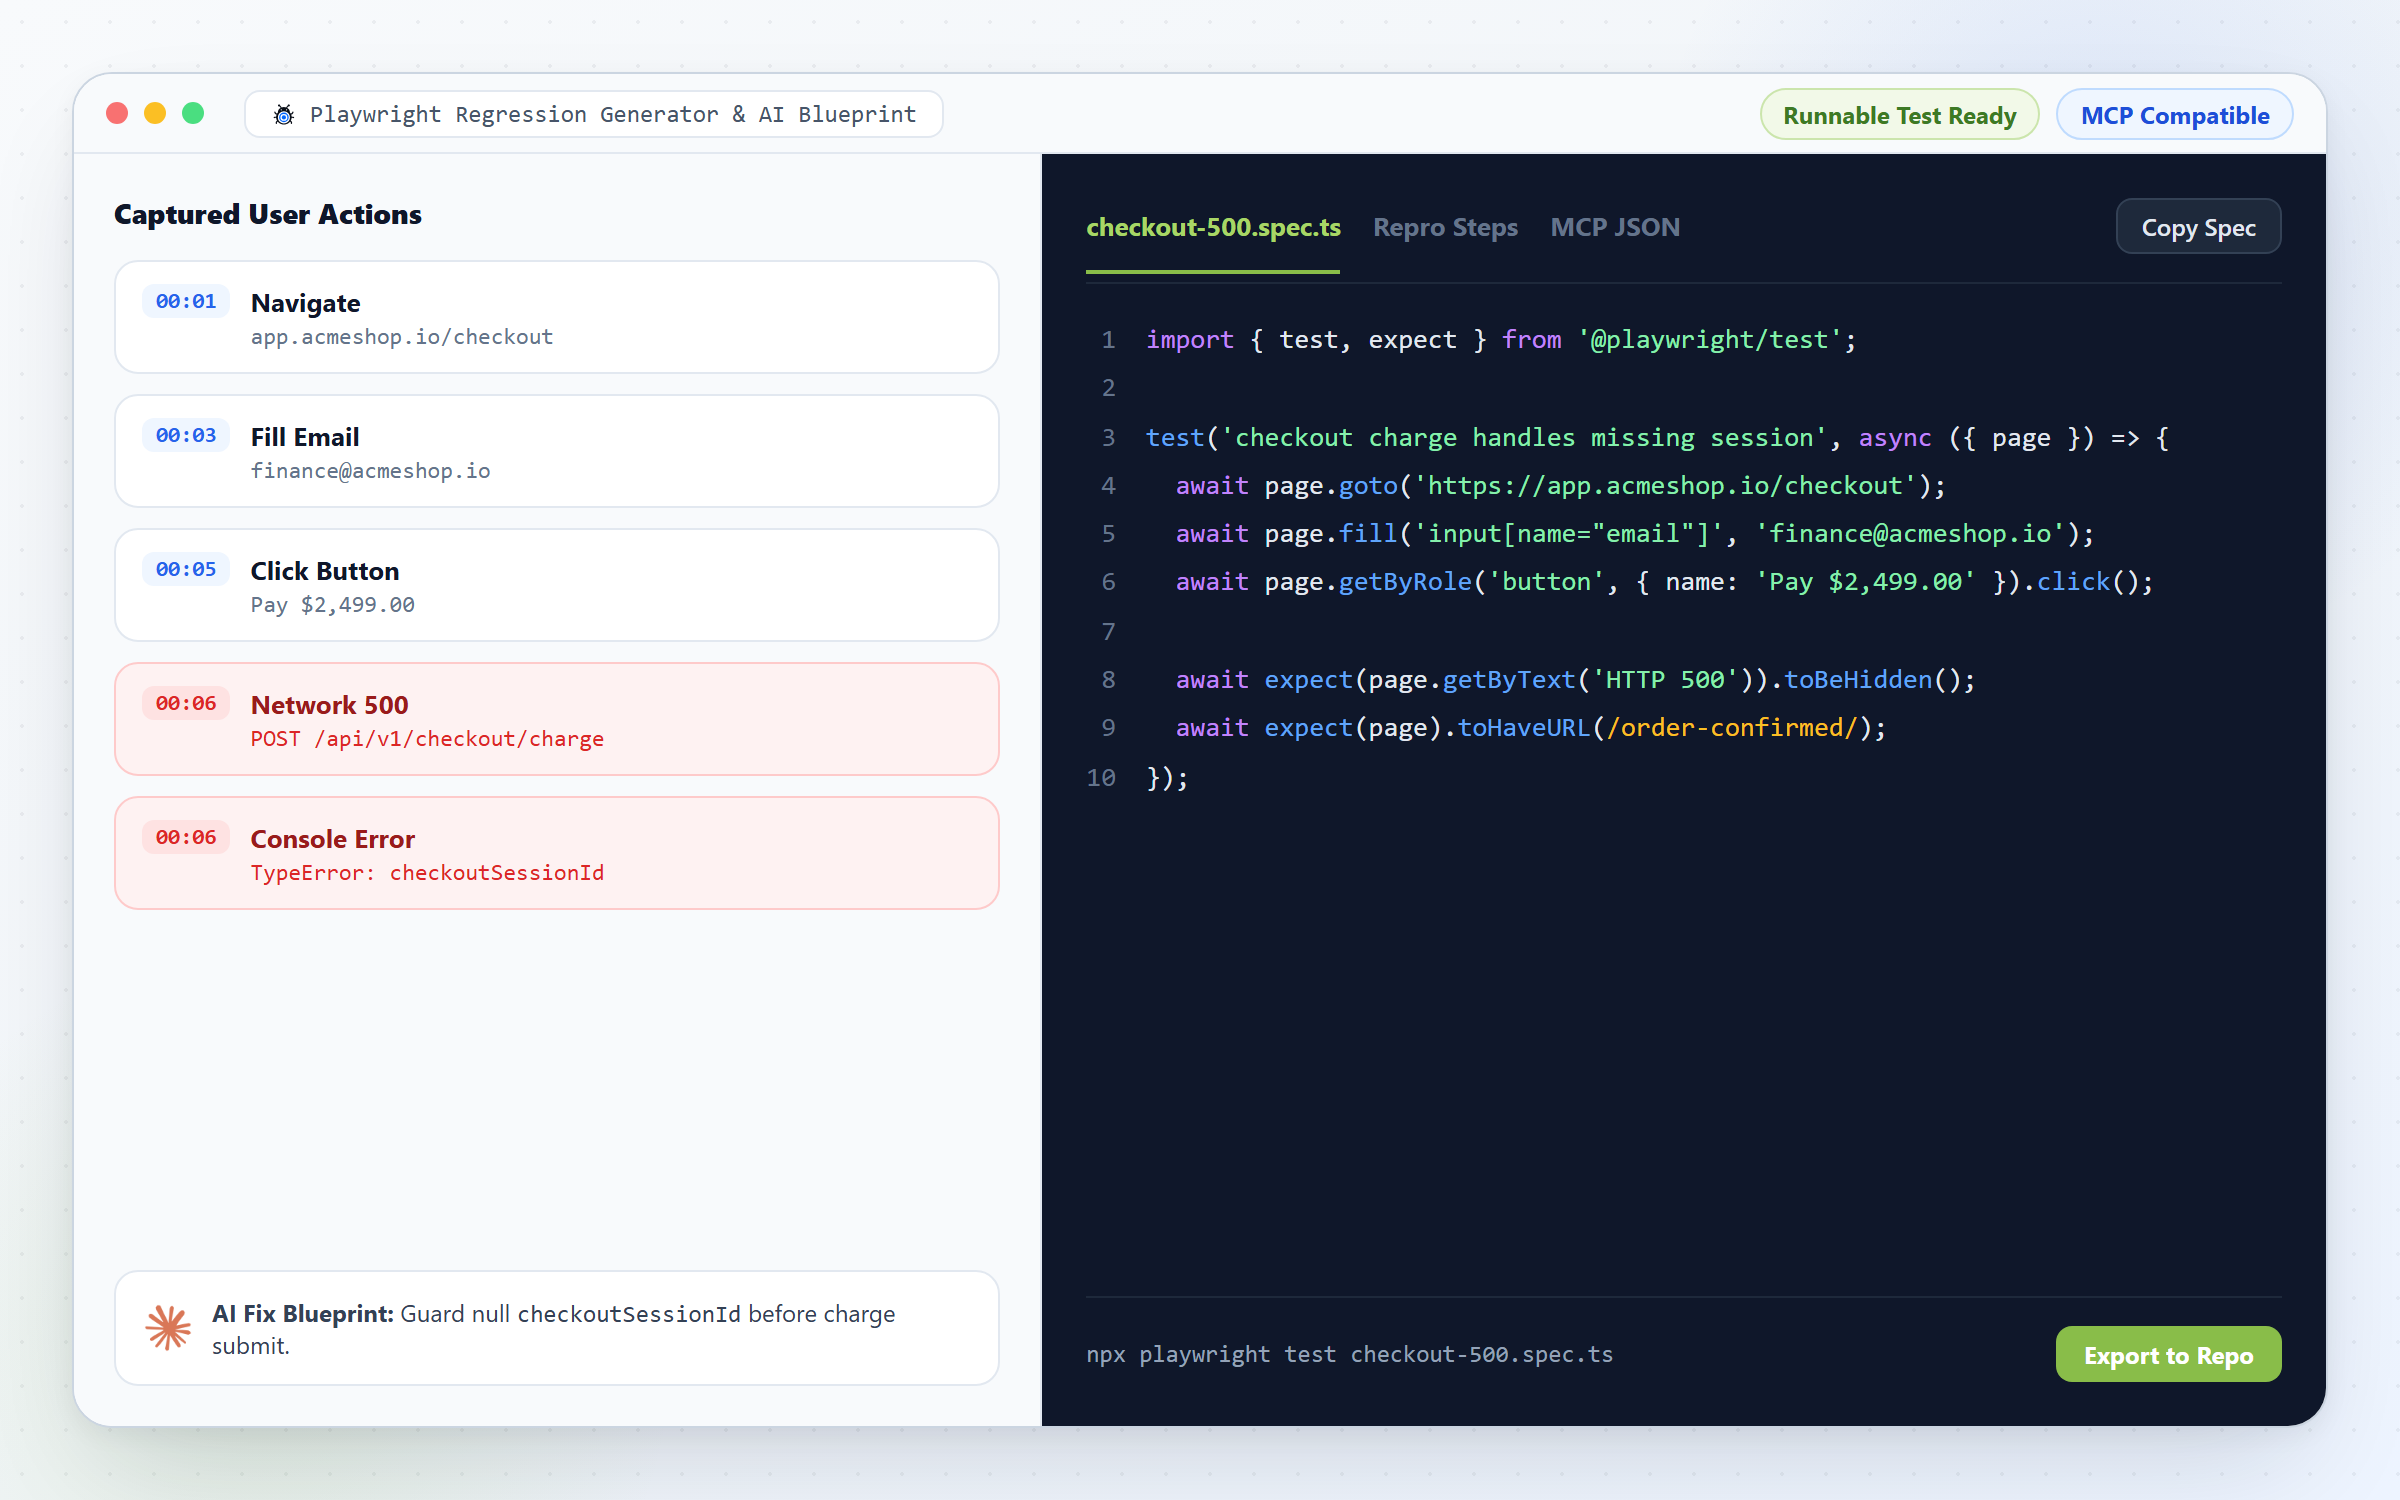 Playwright Regression Generator & AI Blueprint
Runnable Test Ready
MCP Compatible
Captured User Actions
00:01 Navigate
app.acmeshop.io/checkout
00:03 Fill Email
finance@acmeshop.io
00:05 Click Button
Pay $2,499.00
00:06 Network 500
POST /api/v1/checkout/charge
00:06 Console Error
TypeError: checkoutSessionId
AI Fix Blueprint: Guard null checkoutSessionId before charge
submit.
checkout-500.spec.ts
Repro Steps
MCP JSON
Copy Spec
1 import { test, expect } from '@playwright/test';
2
3 test('checkout charge handles missing session', async ({ page }) => {
4   await page.goto('https://app.acmeshop.io/checkout');
5   await page.fill('input[name="email"]', 'finance@acmeshop.io');
6   await page.getByRole('button', { name: 'Pay $2,499.00' }).click();
7
8   await expect(page.getByText('HTTP 500')).toBeHidden();
9   await expect(page).toHaveURL(/order-confirmed/);
10 });
npx playwright test checkout-500.spec.ts
Export to Repo